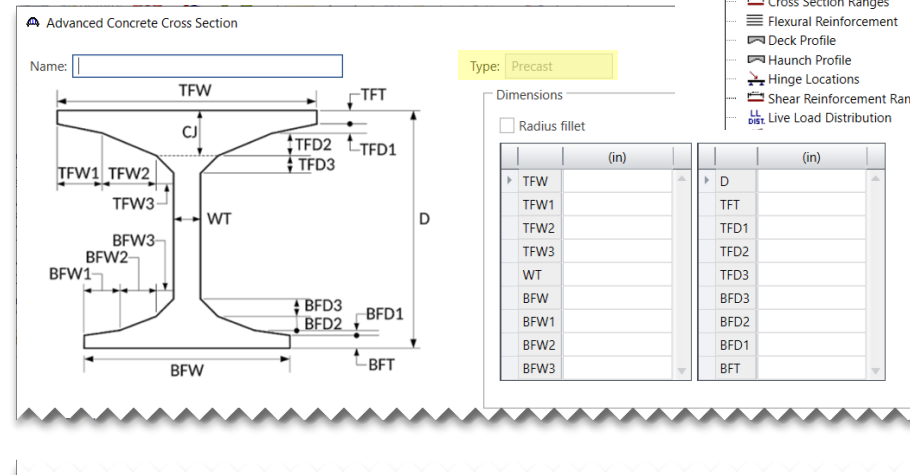 Cross Section Ranges
Advanced Concrete Cross Section
Flexural Reinforcement
Deck Profile
Haunch Profile
Hinge Locations
Shear Reinforcement Ran
LL DIST. Live Load Distribution
Name:
Type: Precast
TFW
TFT
CJ
TFD2
TFD1
TFD3
TFW1 TFW2
TFW3
WT
D
BFW3
BFW2
BFW1
BFD3
BFD1
BFD2
BFW
BFT
Dimensions
Radius fillet
(in) (in)
TFW D
TFW1 TFT
TFW2 TFD1
TFW3 TFD2
WT TFD3
BFW BFD3
BFW1 BFD2
BFW2 BFD1
BFW3 BFT